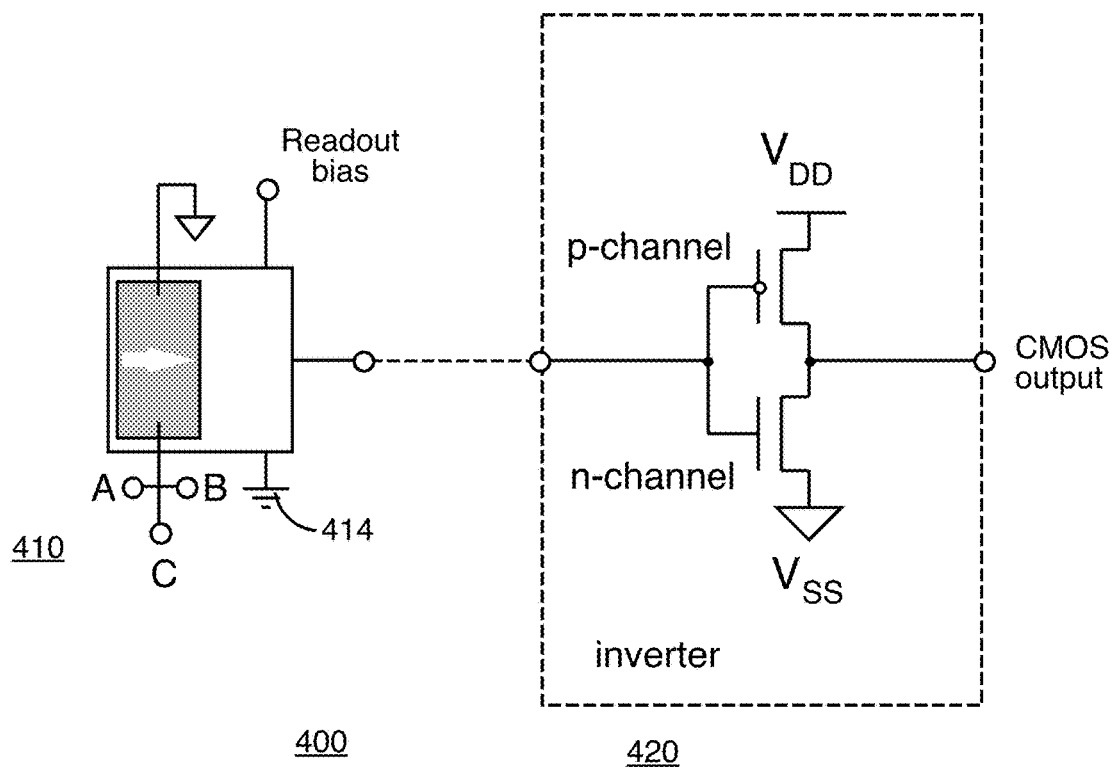 Readout
bias
V
DD
p-channel
CMOS
output
n-channel
A
B
414
410
C
V
SS
inverter
400
420